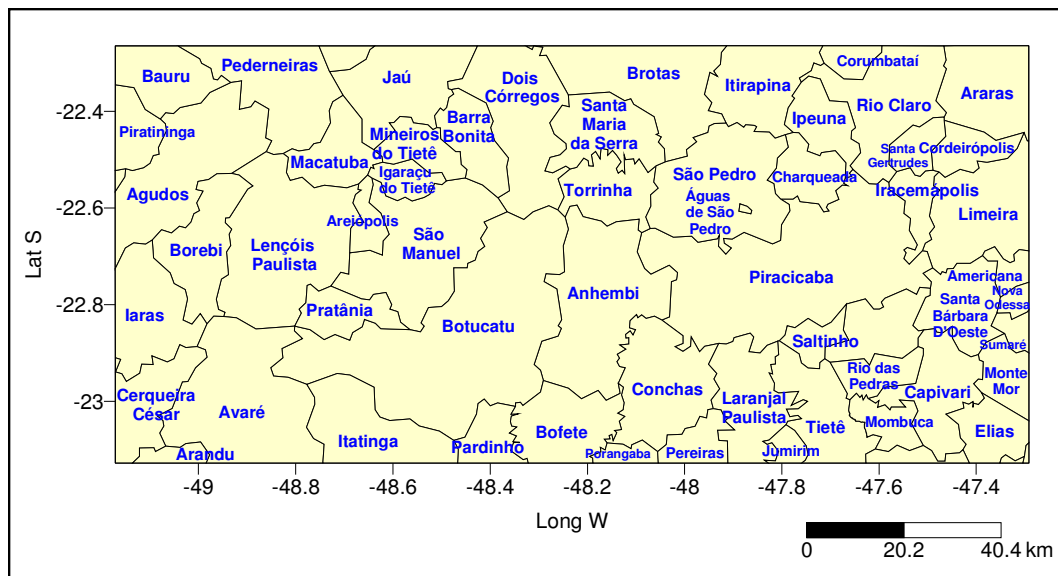 Bauru
Pederneiras
Jaú
Dois
Córregos
Brotas
Itirapina
Corumbataí
Rio Claro
Araras
Piratininga
Macatuba
Mineiros
do Tietê
Barra
Bonita
Santa
Maria
da Serra
Ipeuna
Santa
Gertrudes
Cordeirópolis
Agudos
Igaraçu
do Tietê
Torrinha
São Pedro
Charqueada
Iracemápolis
Limeira
Águas
de São
Pedro
Areiopolis
Borebi
Lençóis
Paulista
São
Manuel
Anhembi
Piracicaba
Americana
Nova
Odessa
Iaras
Pratânia
Botucatu
Santa
Bárbara
D'Oeste
Saltinho
Sumaré
Cerqueira
César
Avaré
Conchas
Laranjal
Paulista
Rio das
Pedras
Capivari
Monte
Mor
Arandu
Itatinga
Pardinho
Bofete
Porangaba
Pereiras
Jumirim
Tietê
Mombuca
Elias
Lat S
-22.4
-22.6
-22.8
-23
-49
-48.8
-48.6
-48.4
-48.2
-48
-47.8
-47.6
-47.4
Long W
0
20.2
40.4 km